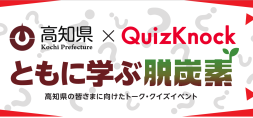 高知県 × QuizKnock
Kochi Prefecture
ともに学ぶ脱炭素
高知県の皆さまに向けたトーク・クイズイベント